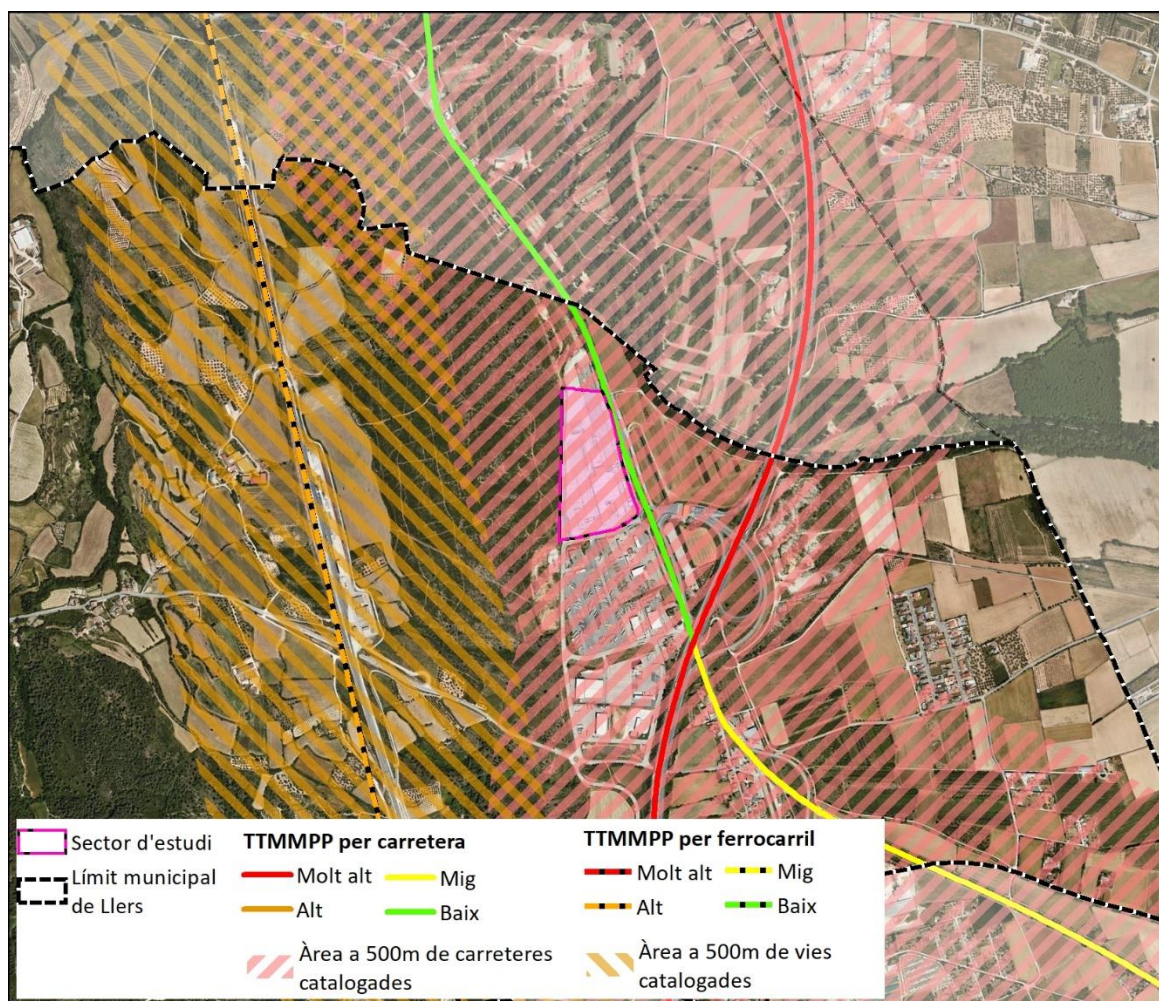 Sector d'estudi
Límit municipal
de Llers
TTMMPP per carretera
Molt alt
Mig
Alt
Baix
Àrea a 500m de carreteres
catalogades
TTMMPP per ferrocarril
Molt alt
Mig
Alt
Baix
Àrea a 500m de vies
catalogades